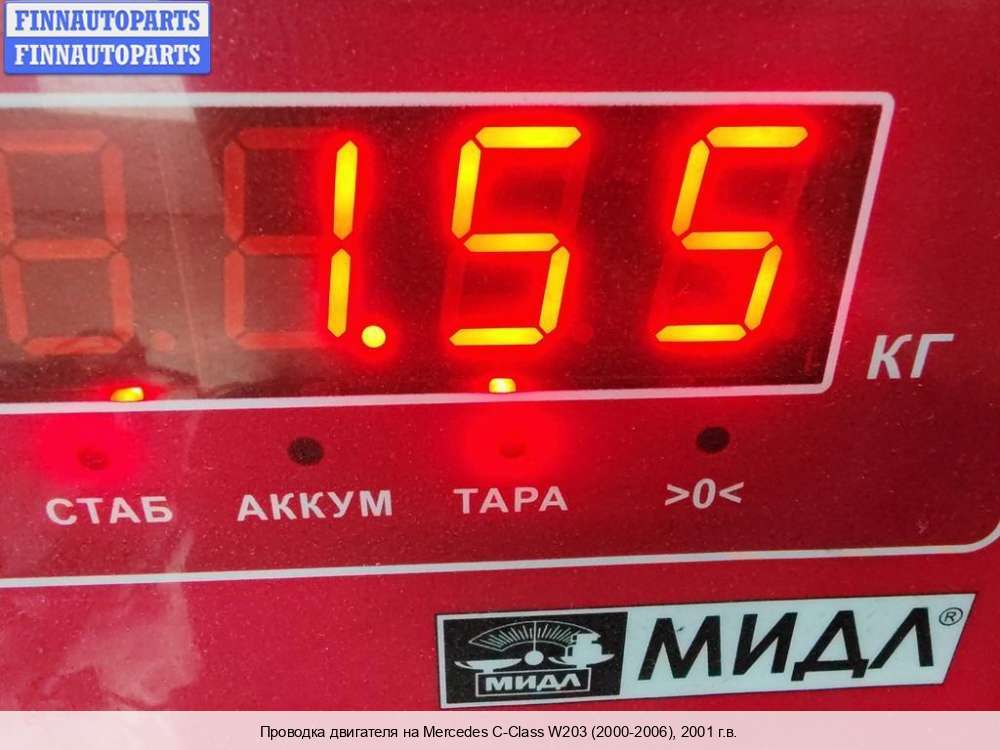 FINNAUTOPARTS
FINNAUTOPARTS
1.55
КГ
СТАБ АККУМ ТАРА >0<
МИДЛ МИДЛ®
Проводка двигателя на Mercedes C-Class W203 (2000-2006), 2001 г.в.